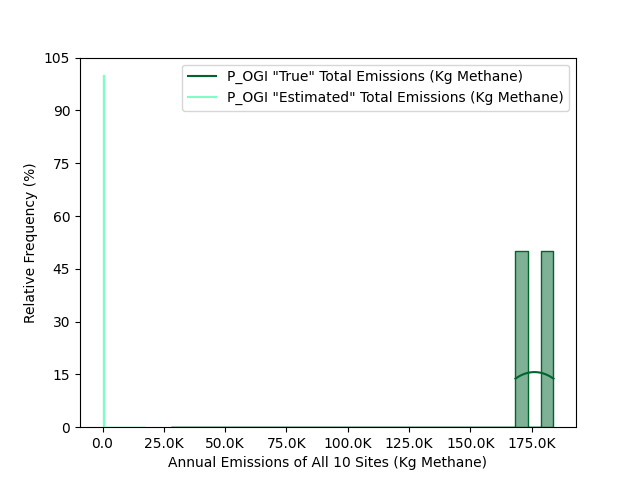 P_OGI "True" Total Emissions (Kg Methane)
P_OGI "Estimated" Total Emissions (Kg Methane)
105
90
75
60
45
30
15
0
Relative Frequency (%)
0.0 25.0K 50.0K 75.0K 100.0K 125.0K 150.0K 175.0K
Annual Emissions of All 10 Sites (Kg Methane)